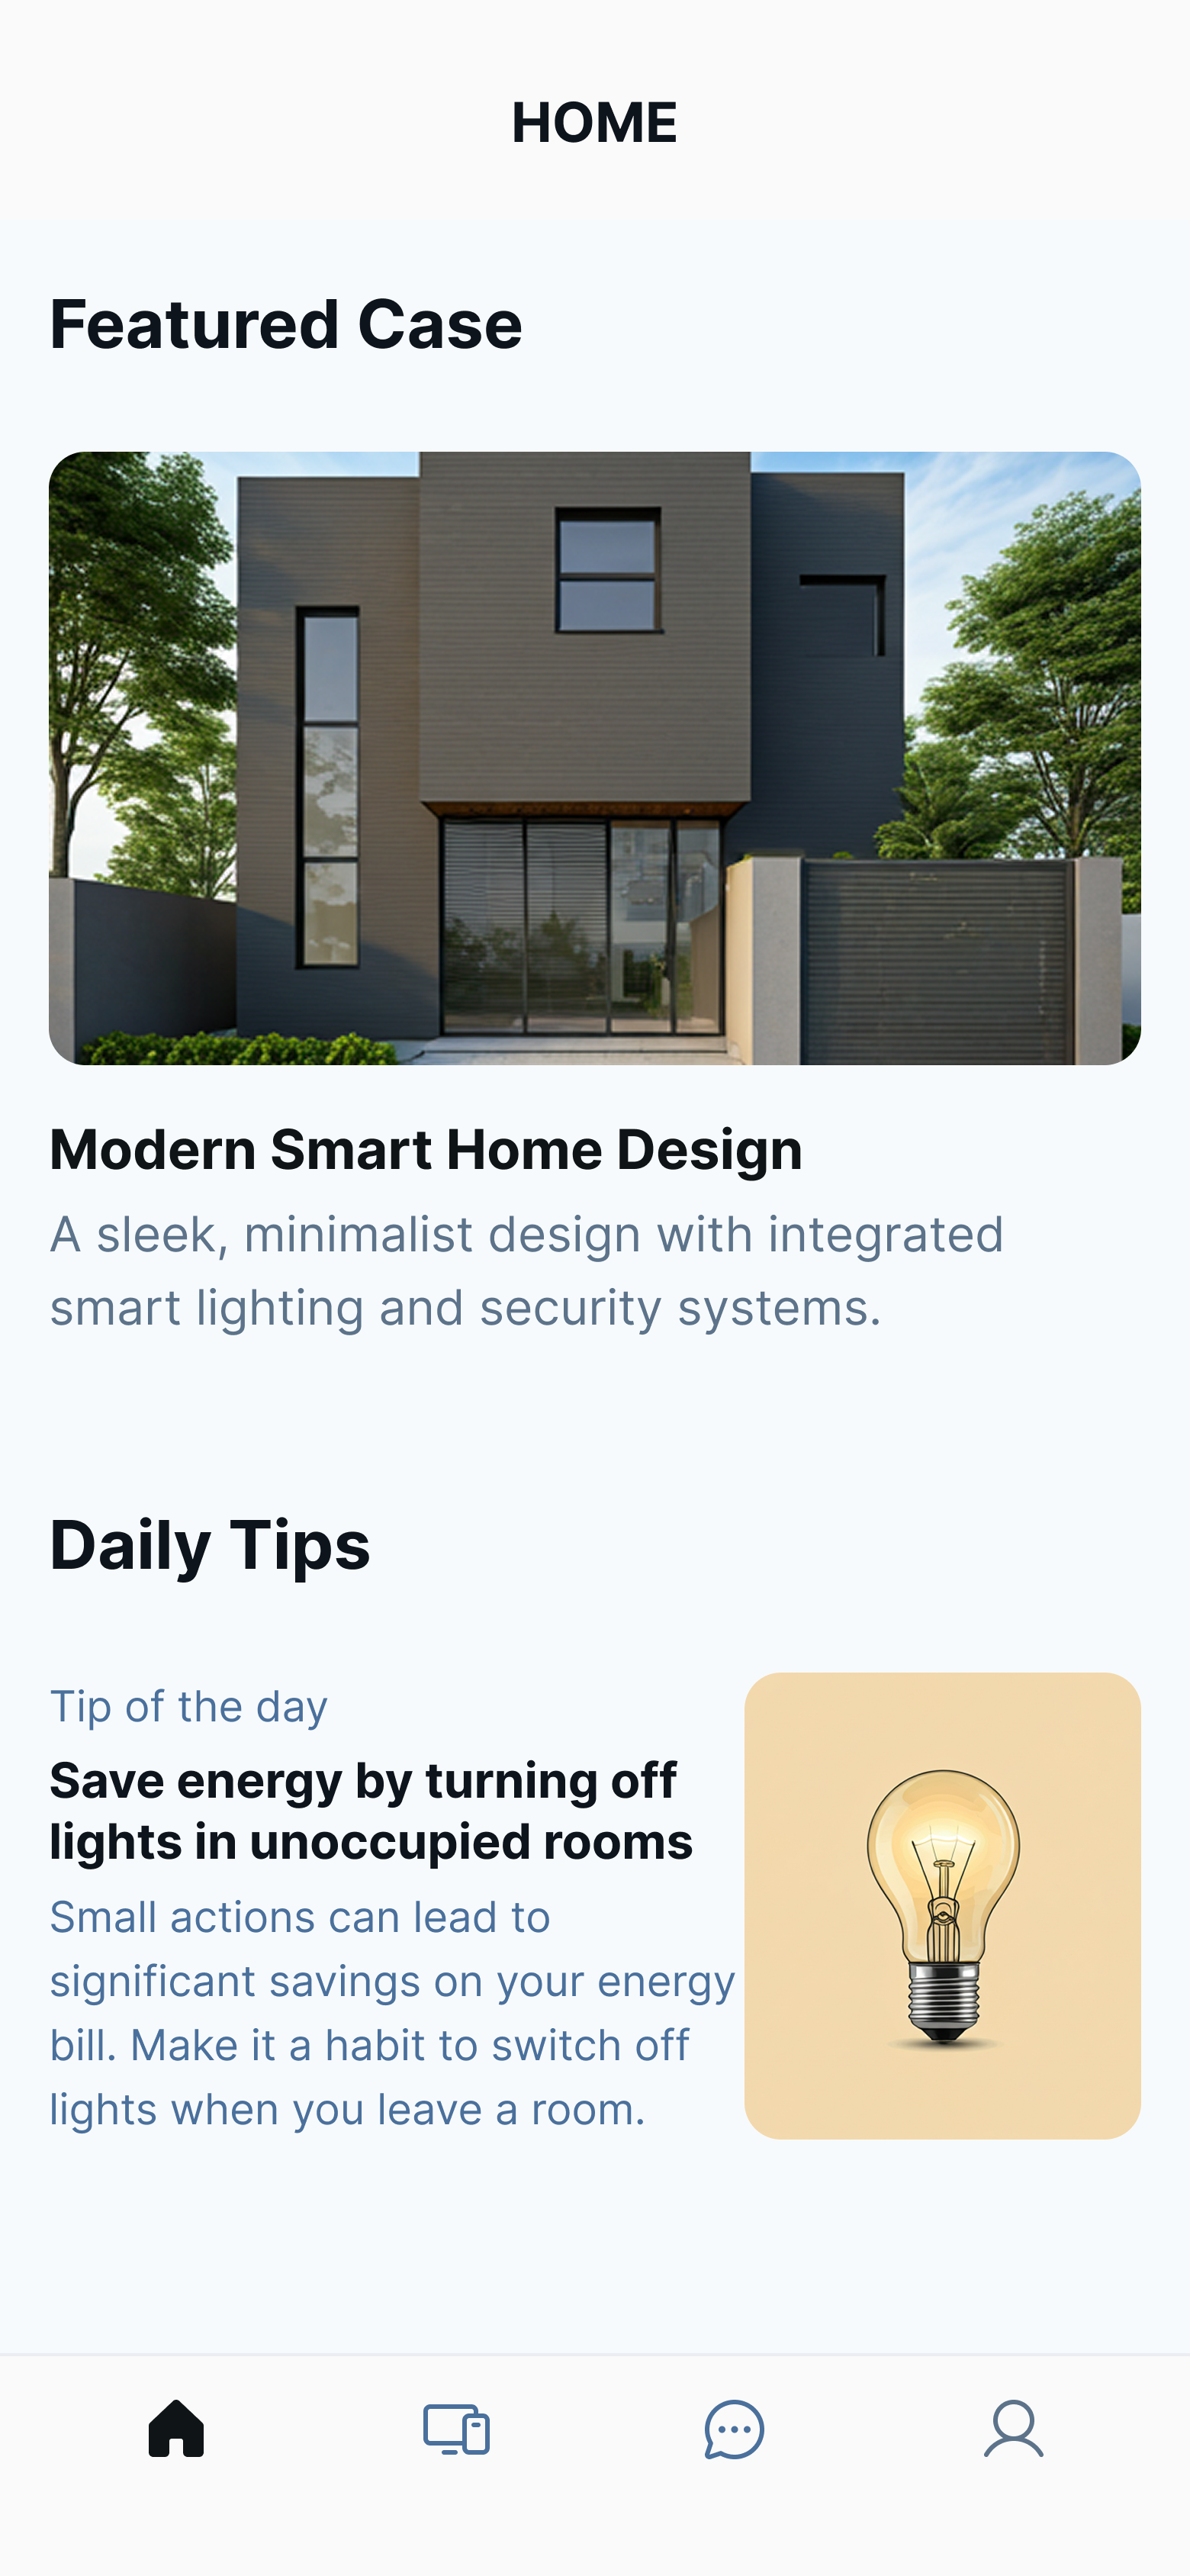 HOME
Featured Case
Modern Smart Home Design
A sleek, minimalist design with integrated
smart lighting and security systems.
Daily Tips
Tip of the day
Save energy by turning off
lights in unoccupied rooms
Small actions can lead to
significant savings on your energy
bill. Make it a habit to switch off
lights when you leave a room.